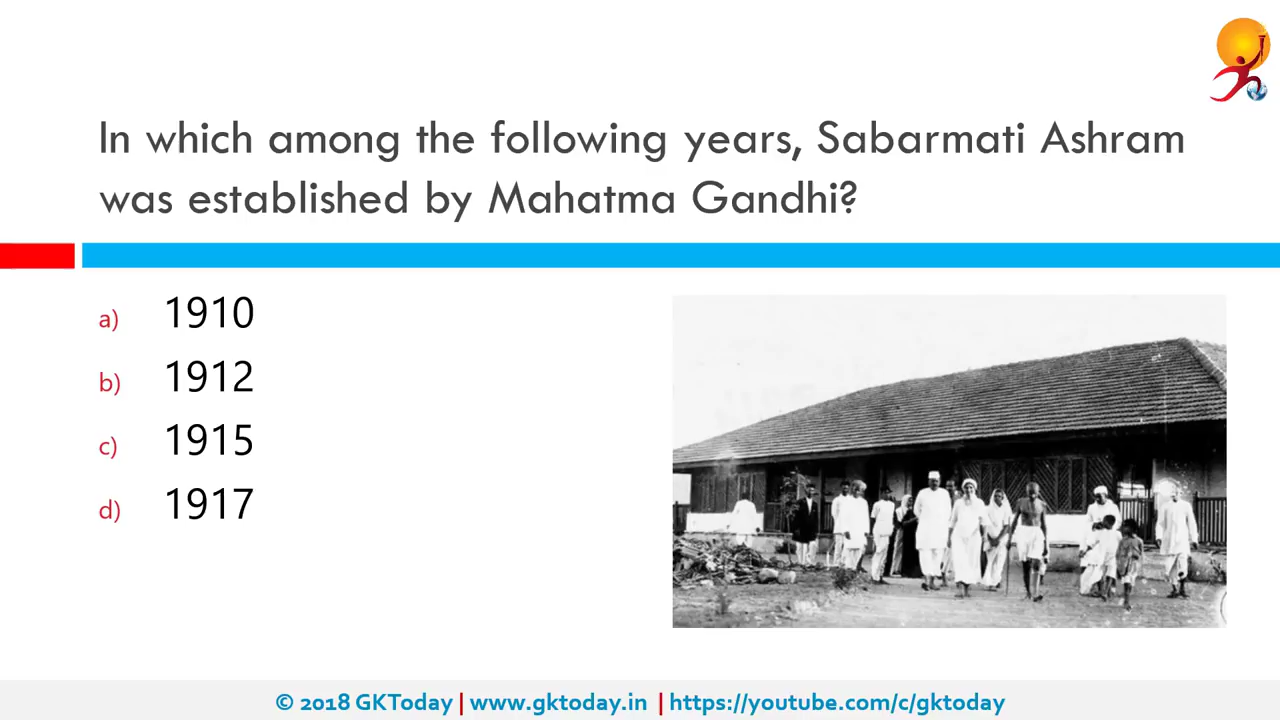 In which among the following years, Sabarmati Ashram
was established by Mahatma Gandhi?
a) 1910
b) 1912
c) 1915
d) 1917
© 2018 GKToday | www.gktoday.in | https://youtube.com/c/gktoday